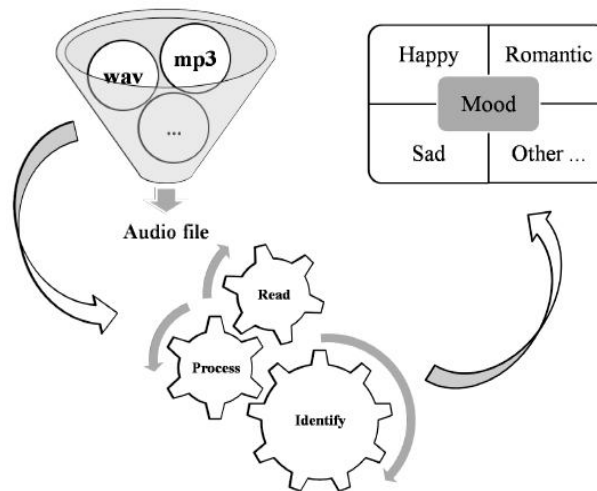 wav
mp3
...
Audio file
Happy
Romantic
Mood
Sad
Other ...
Read
Process
Identify